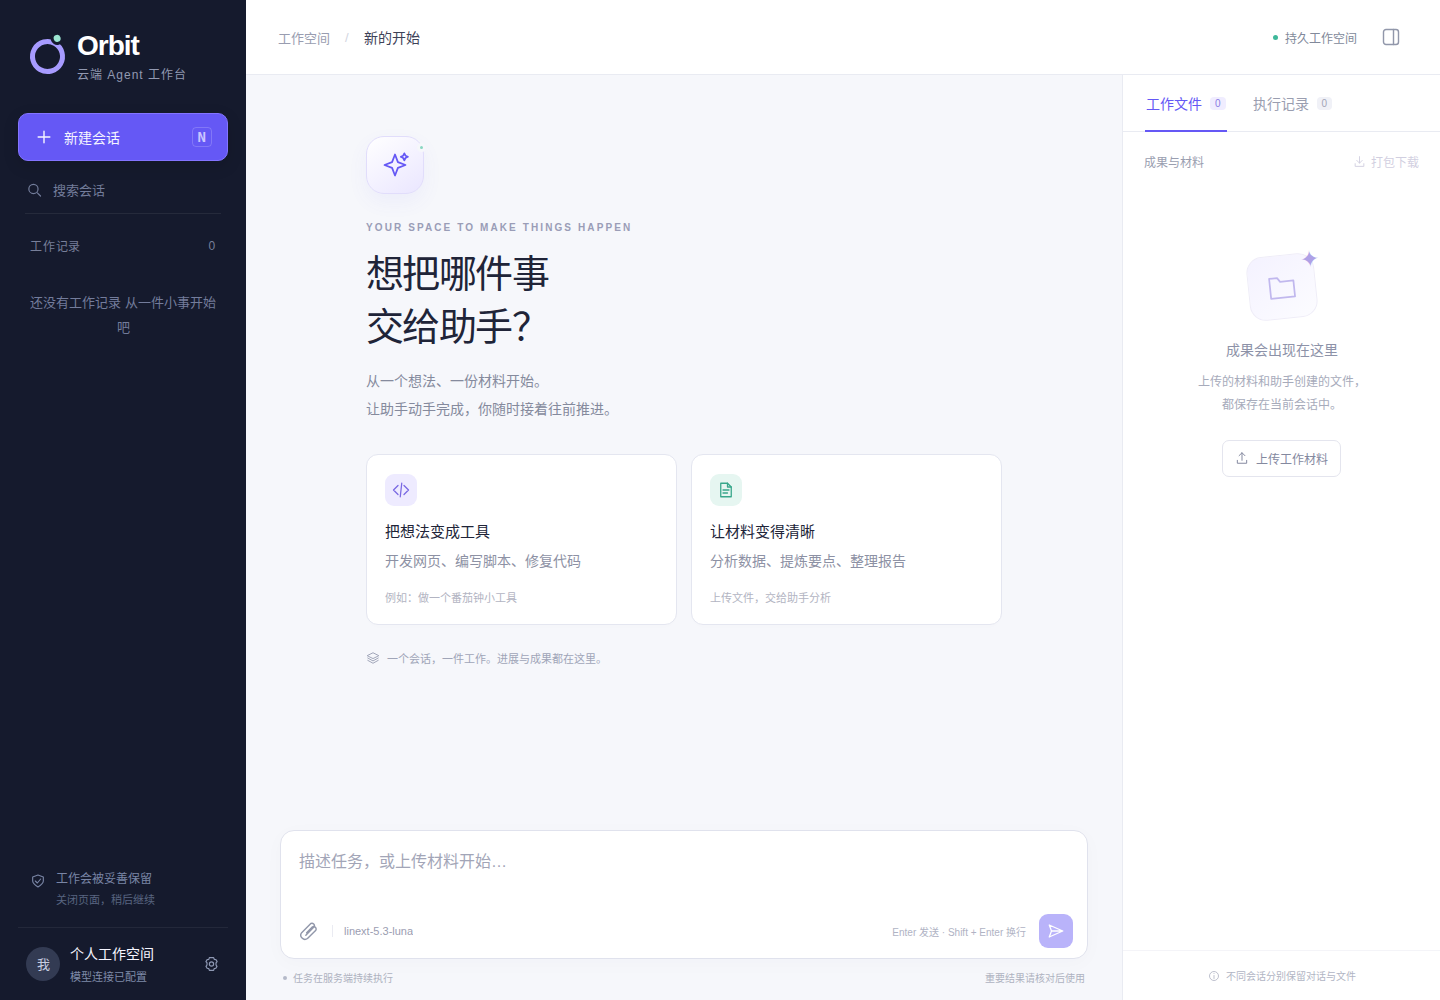 Orbit
云端 Agent 工作台
新建会话 N
搜索会话
工作记录 0
还没有工作记录 从一件小事开始
吧
工作会被妥善保留
关闭页面，稍后继续
我
个人工作空间
模型连接已配置
工作空间 / 新的开始
持久工作空间
YOUR SPACE TO MAKE THINGS HAPPEN
想把哪件事
交给助手？
从一个想法、一份材料开始。
让助手动手完成，你随时接着往前推进。
把想法变成工具
开发网页、编写脚本、修复代码
例如：做一个番茄钟小工具
让材料变得清晰
分析数据、提炼要点、整理报告
上传文件，交给助手分析
一个会话，一件工作。进展与成果都在这里。
描述任务，或上传材料开始…
linext-5.3-luna
Enter 发送 · Shift + Enter 换行
任务在服务端持续执行
重要结果请核对后使用
工作文件 0
执行记录 0
成果与材料
打包下载
成果会出现在这里
上传的材料和助手创建的文件，
都保存在当前会话中。
上传工作材料
不同会话分别保留对话与文件